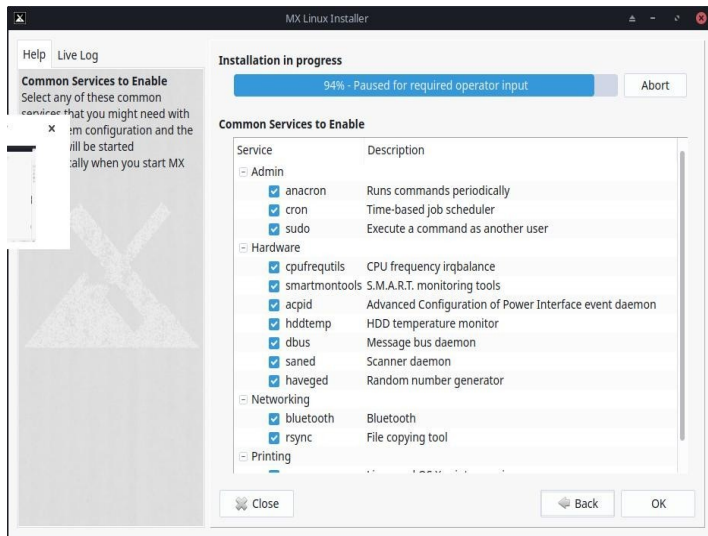 MX Linux Installer
Help Live Log
Common Services to Enable
Select any of these common
services that you might need with
em configuration and the
ill be started
cally when you start MX
Installation in progress
94% - Paused for required operator input
Abort
Common Services to Enable
Service Description
Admin
anacron Runs commands periodically
cron Time-based job scheduler
sudo Execute a command as another user
Hardware
cpufrequtils CPU frequency irqbalance
smartmontools S.M.A.R.T. monitoring tools
acpid Advanced Configuration of Power Interface event daemon
hddtemp HDD temperature monitor
dbus Message bus daemon
saned Scanner daemon
haveged Random number generator
Networking
bluetooth Bluetooth
rsync File copying tool
Printing
Close Back OK